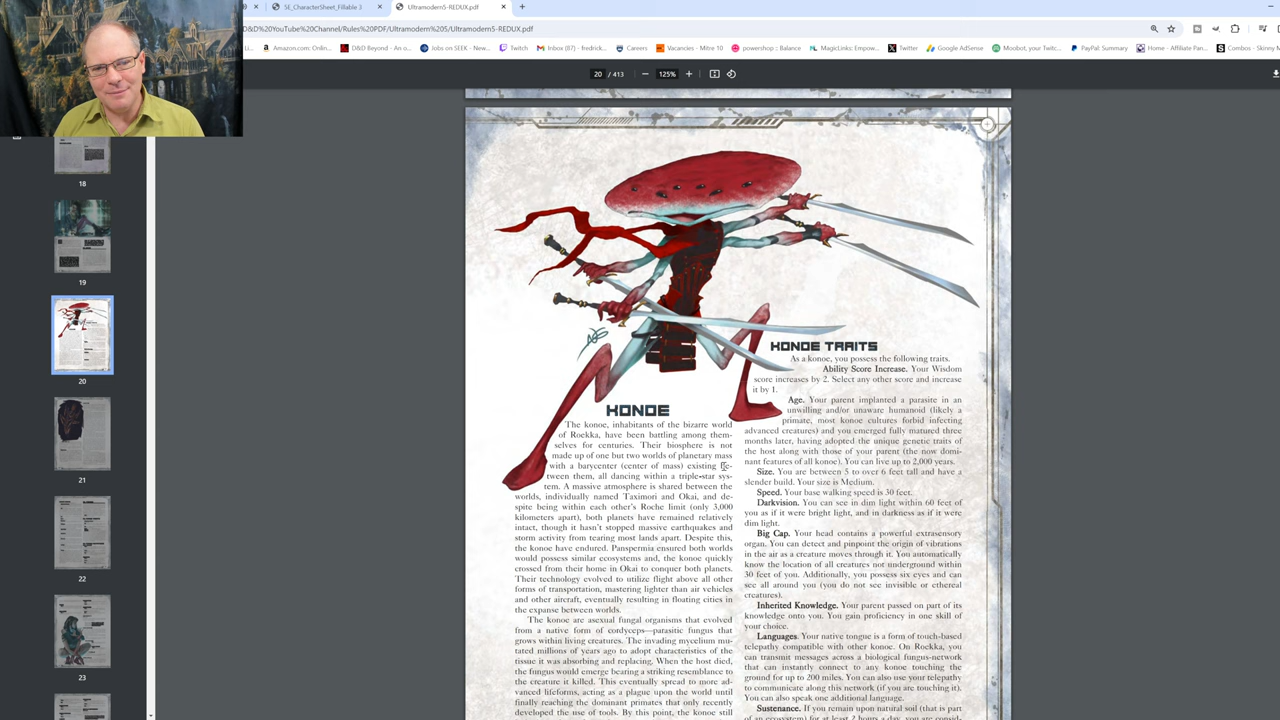 5E_CharacterSheet_Fillable 3
Ultramodern5-REDUX.pdf
D&D%20YouTube%20Channel/Rules%20PDF/Ultramodern%205/Ultramodern5-REDUX.pdf
Amazon.com: Onlin...
D&D Beyond - An o...
Jobs on SEEK - New...
Twitch
Inbox (87) - fredrick...
Careers
Vacancies - Mitre 10
powershop :: Balance
MagicLinks: Empow...
Twitter
Google AdSense
Moobot, your Twitc...
PayPal: Summary
Home - Affiliate Pan...
Combos - Skinny M
20 / 413
125%
18
19
20
21
22
23
KONOE
The konoe, inhabitants of the bizarre world
of Roekka, have been battling among them-
selves for centuries. Their biosphere is not
made up of one but two worlds of planetary mass
with a barycenter (center of mass) existing be-
tween them, all dancing within a triple-star sys-
tem. A massive atmosphere is shared between the
worlds, individually named Taximori and Okai, and de-
spite being within each other's Roche limit (only 3,000
kilometers apart), both planets have remained relatively
intact, though it hasn't stopped massive earthquakes and
storm activity from tearing most lands apart. Despite this,
the konoe have endured. Panspermia ensured both worlds
would possess similar ecosystems and, the konoe quickly
crossed from their home in Okai to conquer both planets.
Their technology evolved to utilize flight above all other
forms of transportation, mastering lighter than air vehicles
and other aircraft, eventually resulting in floating cities in
the expanse between worlds.
The konoe are asexual fungal organisms that evolved
from a native form of cordyceps—parasitic fungus that
grows within living creatures. The invading mycelium mu-
tated millions of years ago to adopt characteristics of the
tissue it was absorbing and replacing. When the host died,
the fungus would emerge bearing a striking resemblance to
the creature it killed. This eventually spread to more ad-
vanced lifeforms, acting as a plague upon the world until
finally reaching the dominant primates that only recently
developed the use of tools. By this point, the konoe still
KONOE TRAITS
As a konoe, you possess the following traits.
Ability Score Increase. Your Wisdom
score increases by 2. Select any other score and increase
it by 1.
Age. Your parent implanted a parasite in an
unwilling and/or unaware humanoid (likely a
primate, most konoe cultures forbid infecting
advanced creatures) and you emerged fully matured three
months later, having adopted the unique genetic traits of
the host along with those of your parent (the now domi-
nant features of all konoe). You can live up to 2,000 years.
Size. You are between 5 to over 6 feet tall and have a
slender build. Your size is Medium.
Speed. Your base walking speed is 30 feet.
Darkvision. You can see in dim light within 60 feet of
you as if it were bright light, and in darkness as if it were
dim light.
Big Cap. Your head contains a powerful extrasensory
organ. You can detect and pinpoint the origin of vibrations
in the air as a creature moves through it. You automatically
know the location of all creatures not underground within
30 feet of you. Additionally, you possess six eyes and can
see all around you (you do not see invisible or ethereal
creatures).
Inherited Knowledge. Your parent passed on part of its
knowledge onto you. You gain proficiency in one skill of
your choice.
Languages. Your native tongue is a form of touch-based
telepathy compatible with other konoe. On Roekka, you
can transmit messages across a biological fungus-network
that can instantly connect to any konoe touching the
ground for up to 200 miles. You can also use your telepathy
to communicate along this network (if you are touching it).
You can also speak one additional language.
Sustenance. If you remain upon natural soil (that is part